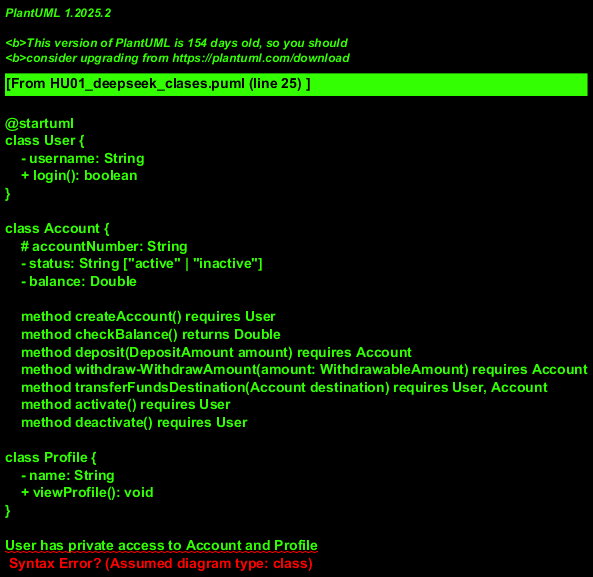 PlantUML 1.2025.2
<b>This version of PlantUML is 154 days old, so you should
<b>consider upgrading from https://plantuml.com/download
[From HU01_deepseek_clases.puml (line 25) ]
@startuml
class User {
- username: String
+ login(): boolean
}
class Account {
# accountNumber: String
- status: String ["active" | "inactive"]
- balance: Double
method createAccount() requires User
method checkBalance() returns Double
method deposit(DepositAmount amount) requires Account
method withdraw-WithdrawAmount(amount: WithdrawableAmount) requires Account
method transferFundsDestination(Account destination) requires User, Account
method activate() requires User
method deactivate() requires User
class Profile {
- name: String
+ viewProfile(): void
}
User has private access to Account and Profile
Syntax Error? (Assumed diagram type: class)